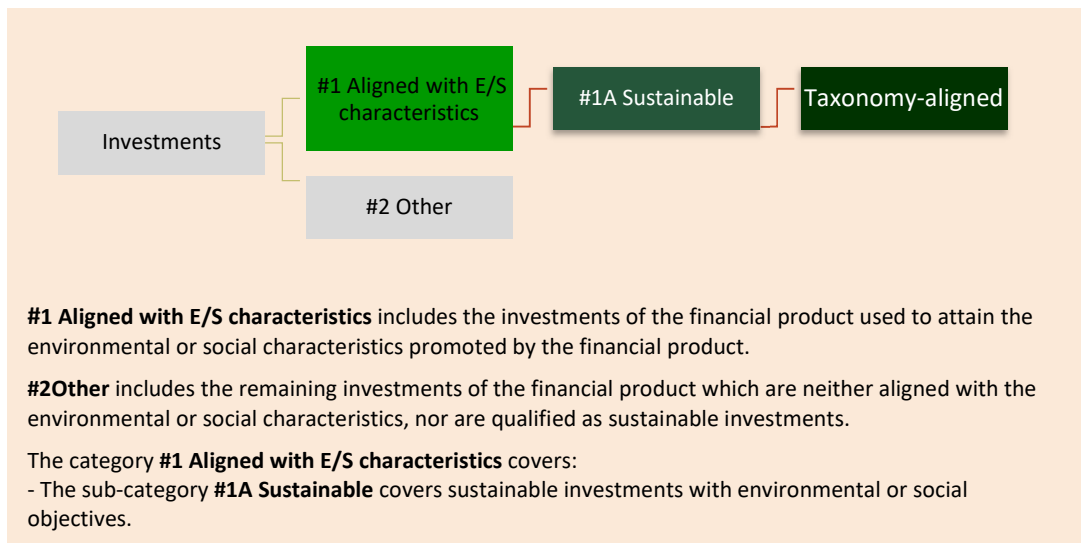 #1 Aligned with E/S
characteristics
#1A Sustainable
Taxonomy-aligned
Investments
#2 Other
#1 Aligned with E/S characteristics includes the investments of the financial product used to attain the
environmental or social characteristics promoted by the financial product.
#2Other includes the remaining investments of the financial product which are neither aligned with the
environmental or social characteristics, nor are qualified as sustainable investments.
The category #1 Aligned with E/S characteristics covers:
- The sub-category #1A Sustainable covers sustainable investments with environmental or social
objectives.